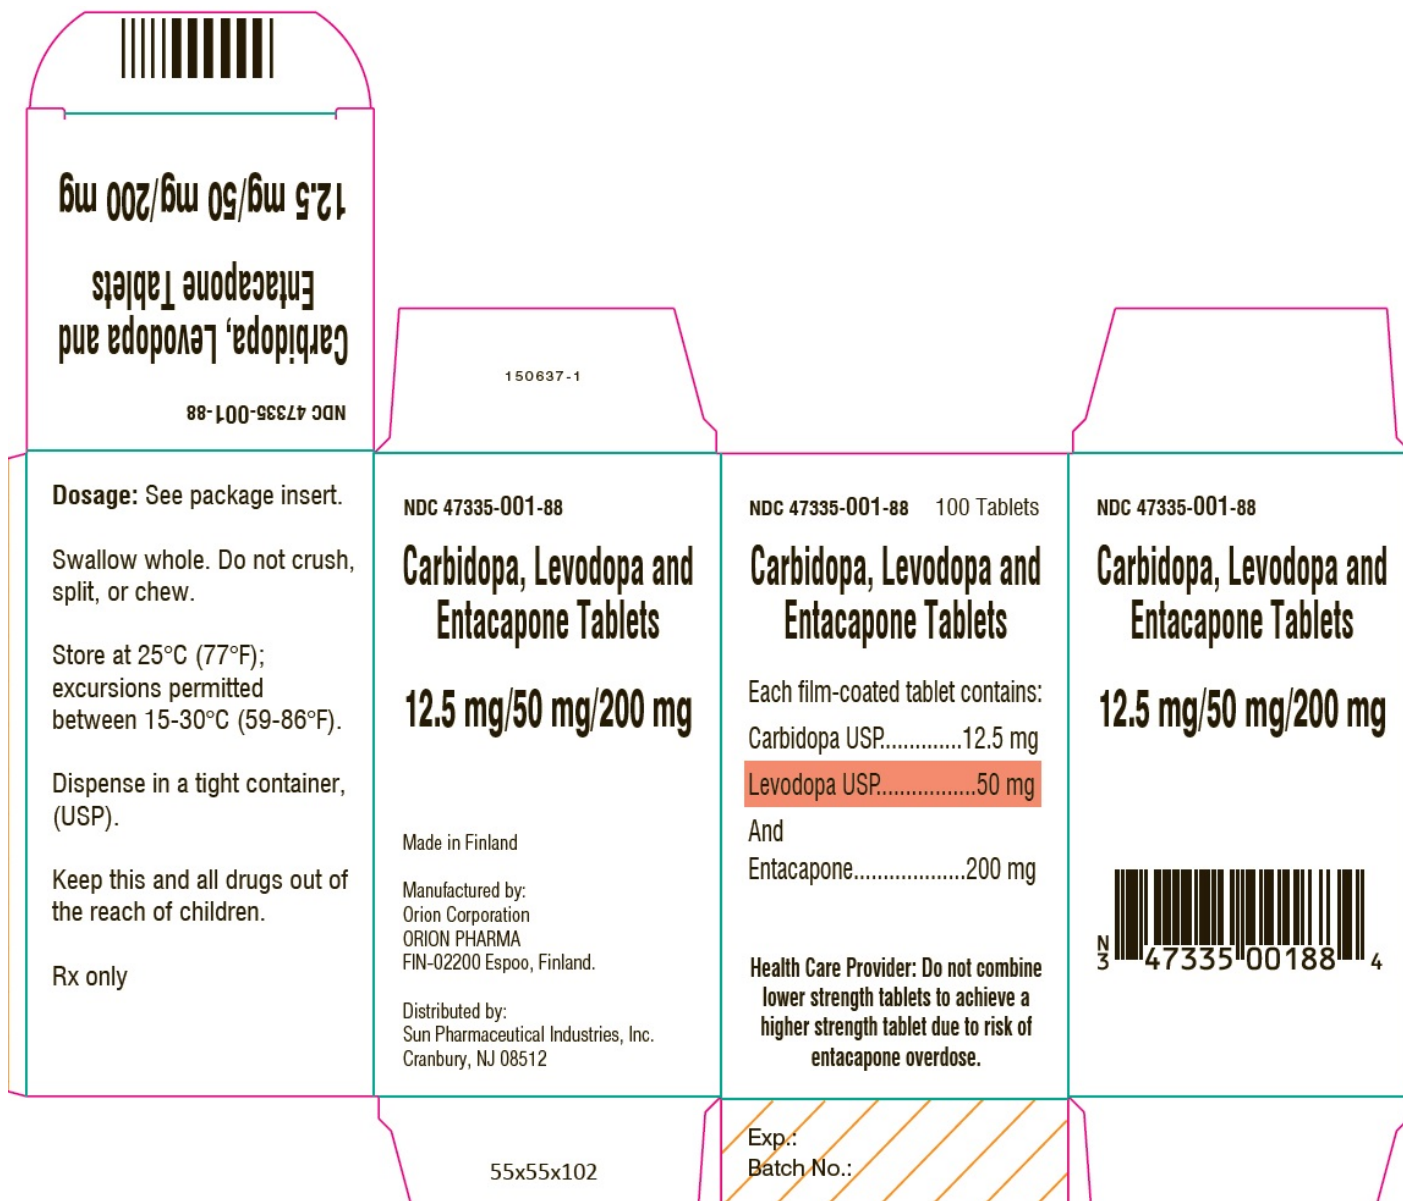 12.5 mg/50 mg/200 mg
Carbidopa, Levodopa and
Entacapone Tablets
NDC 47335-001-88
150637-1
Dosage: See package insert.
Swallow whole. Do not crush,
split, or chew.
Store at 25°C (77°F);
excursions permitted
between 15-30°C (59-86°F).
Dispense in a tight container,
(USP).
Keep this and all drugs out of
the reach of children.
Rx only
NDC 47335-001-88
Carbidopa, Levodopa and
Entacapone Tablets
12.5 mg/50 mg/200 mg
Made in Finland
Manufactured by:
Orion Corporation
ORION PHARMA
FIN-02200 Espoo, Finland.
Distributed by:
Sun Pharmaceutical Industries, Inc.
Cranbury, NJ 08512
55x55x102
NDC 47335-001-88 100 Tablets
Carbidopa, Levodopa and
Entacapone Tablets
Each film-coated tablet contains:
Carbidopa USP..............12.5 mg
Levodopa USP.................50 mg
And
Entacapone...................200 mg
Health Care Provider: Do not combine
lower strength tablets to achieve a
higher strength tablet due to risk of
entacapone overdose.
Exp.:
Batch No.:
NDC 47335-001-88
Carbidopa, Levodopa and
Entacapone Tablets
12.5 mg/50 mg/200 mg
N3 47335 00188 4